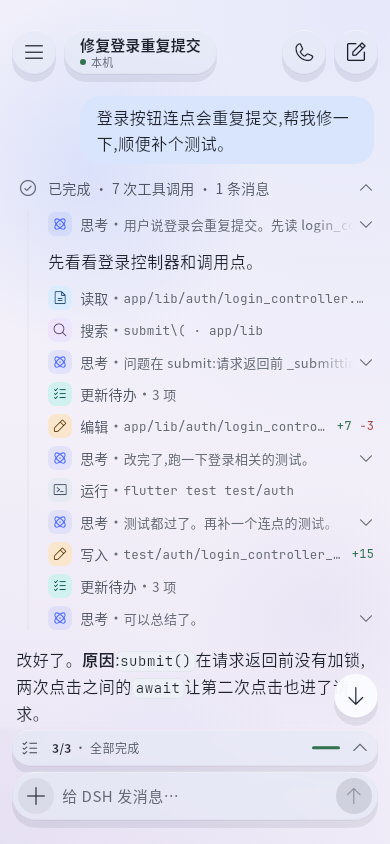 修复登录重复提交
本机
登录按钮连点会重复提交,帮我修一
下,顺便补个测试。
已完成 · 7 次工具调用 · 1 条消息
思考 · 用户说登录会重复提交。先读 login_c
先看看登录控制器和调用点。
读取 · app/lib/auth/login_controller.…
搜索 · submit\( · app/lib
思考 · 问题在 submit:请求返回前 _submitti
更新待办 · 3 项
编辑 · app/lib/auth/login_contro… +7 -3
思考 · 改完了,跑一下登录相关的测试。
运行 · flutter test test/auth
思考 · 测试都过了。再补一个连点的测试。
写入 · test/auth/login_controller_… +15
更新待办 · 3 项
思考 · 可以总结了。
改好了。原因:submit() 在请求返回前没有加锁,
两次点击之间的 await 让第二次点击也进了
求。
3/3 · 全部完成
给 DSH 发消息…